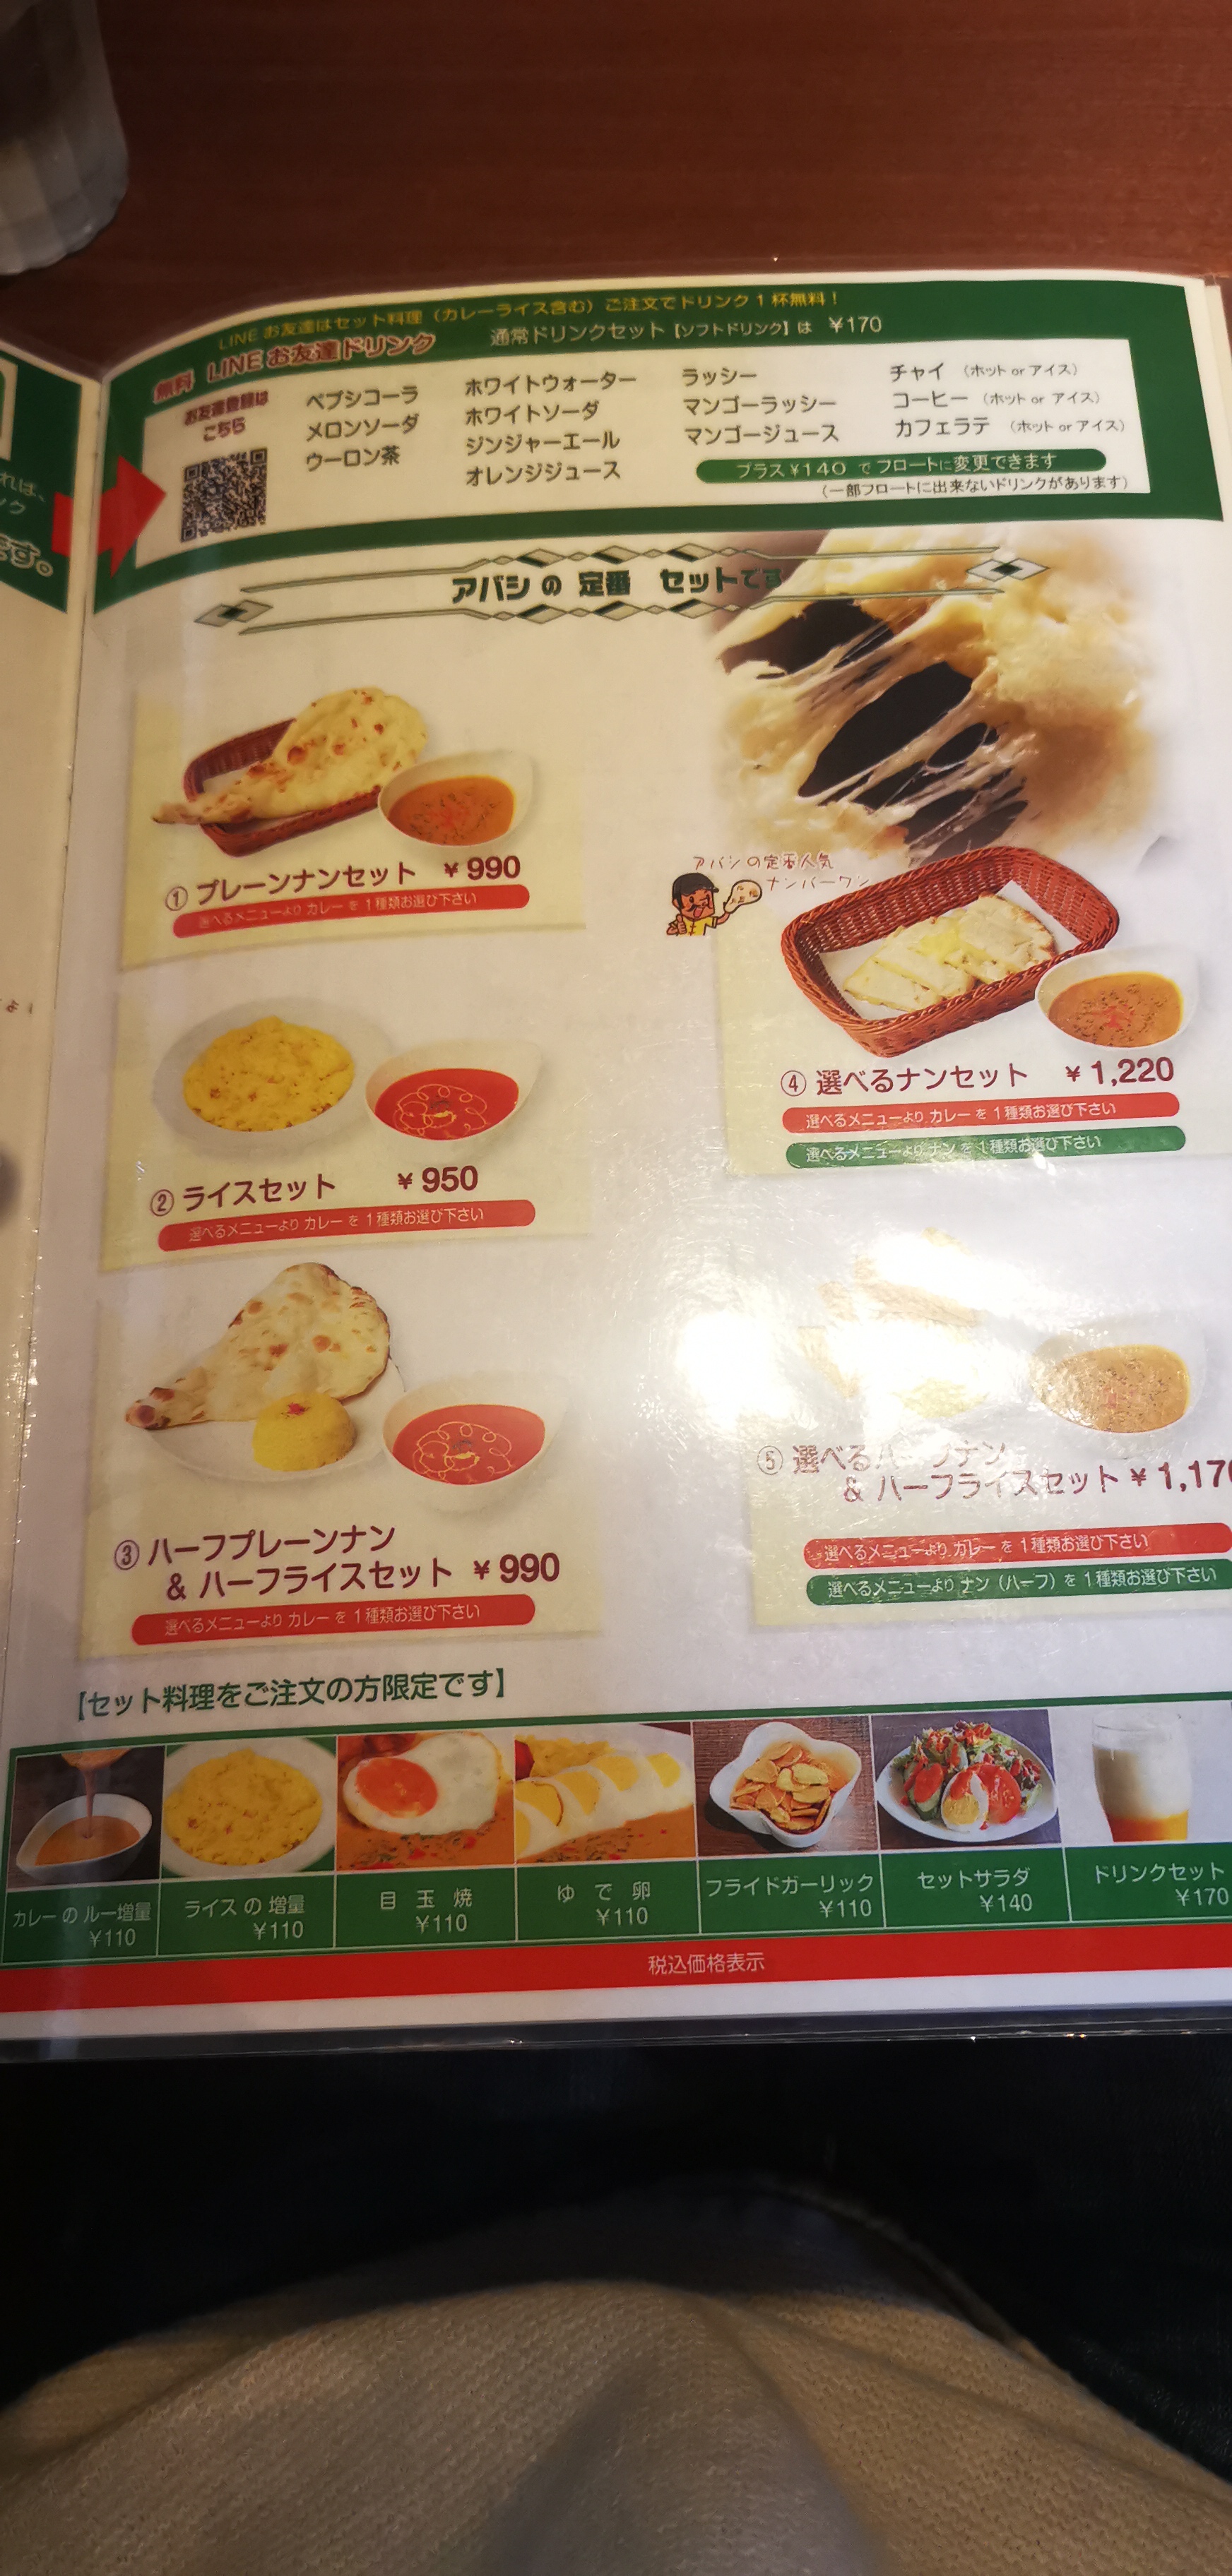 LINE お友達はセット料理（カレーライス含む）ご注文でドリンク1杯無料！
無料 LINE お友達ドリンク
通常ドリンクセット【ソフトドリンク】は ¥170
お友達登録は
こちら
ペプシコーラ
メロンソーダ
ウーロン茶
ホワイトウォーター
ホワイトソーダ
ジンジャーエール
オレンジジュース
ラッシー
マンゴーラッシー
マンゴージュース
チャイ （ホット or アイス）
コーヒー （ホット or アイス）
カフェラテ （ホット or アイス）
プラス ¥140 で フロートに変更できます
（一部フロートに出来ないドリンクがあります）
れば、
ク
ます。
アバシ の 定番 セットです
① プレーンナンセット ¥990
選べるメニューより カレー を 1種類お選び下さい
アバシの定番人気
ナンバーワン
④ 選べるナンセット ¥1,220
選べるメニューより カレー を 1種類お選び下さい
選べるメニューより ナン を 1種類お選び下さい
② ライスセット ¥950
選べるメニューより カレー を 1種類お選び下さい
③ ハーフプレーンナン
& ハーフライスセット ¥990
選べるメニューより カレー を 1種類お選び下さい
⑤ 選べるハーフナン
& ハーフライスセット ¥1,170
選べるメニューより カレー を 1種類お選び下さい
選べるメニューより ナン（ハーフ）を 1種類お選び下さい
【セット料理をご注文の方限定です】
カレー の ルー増量
¥110
ライス の 増量
¥110
目 玉 焼
¥110
ゆ で 卵
¥110
フライドガーリック
¥110
セットサラダ
¥140
ドリンクセット
¥170
税込価格表示